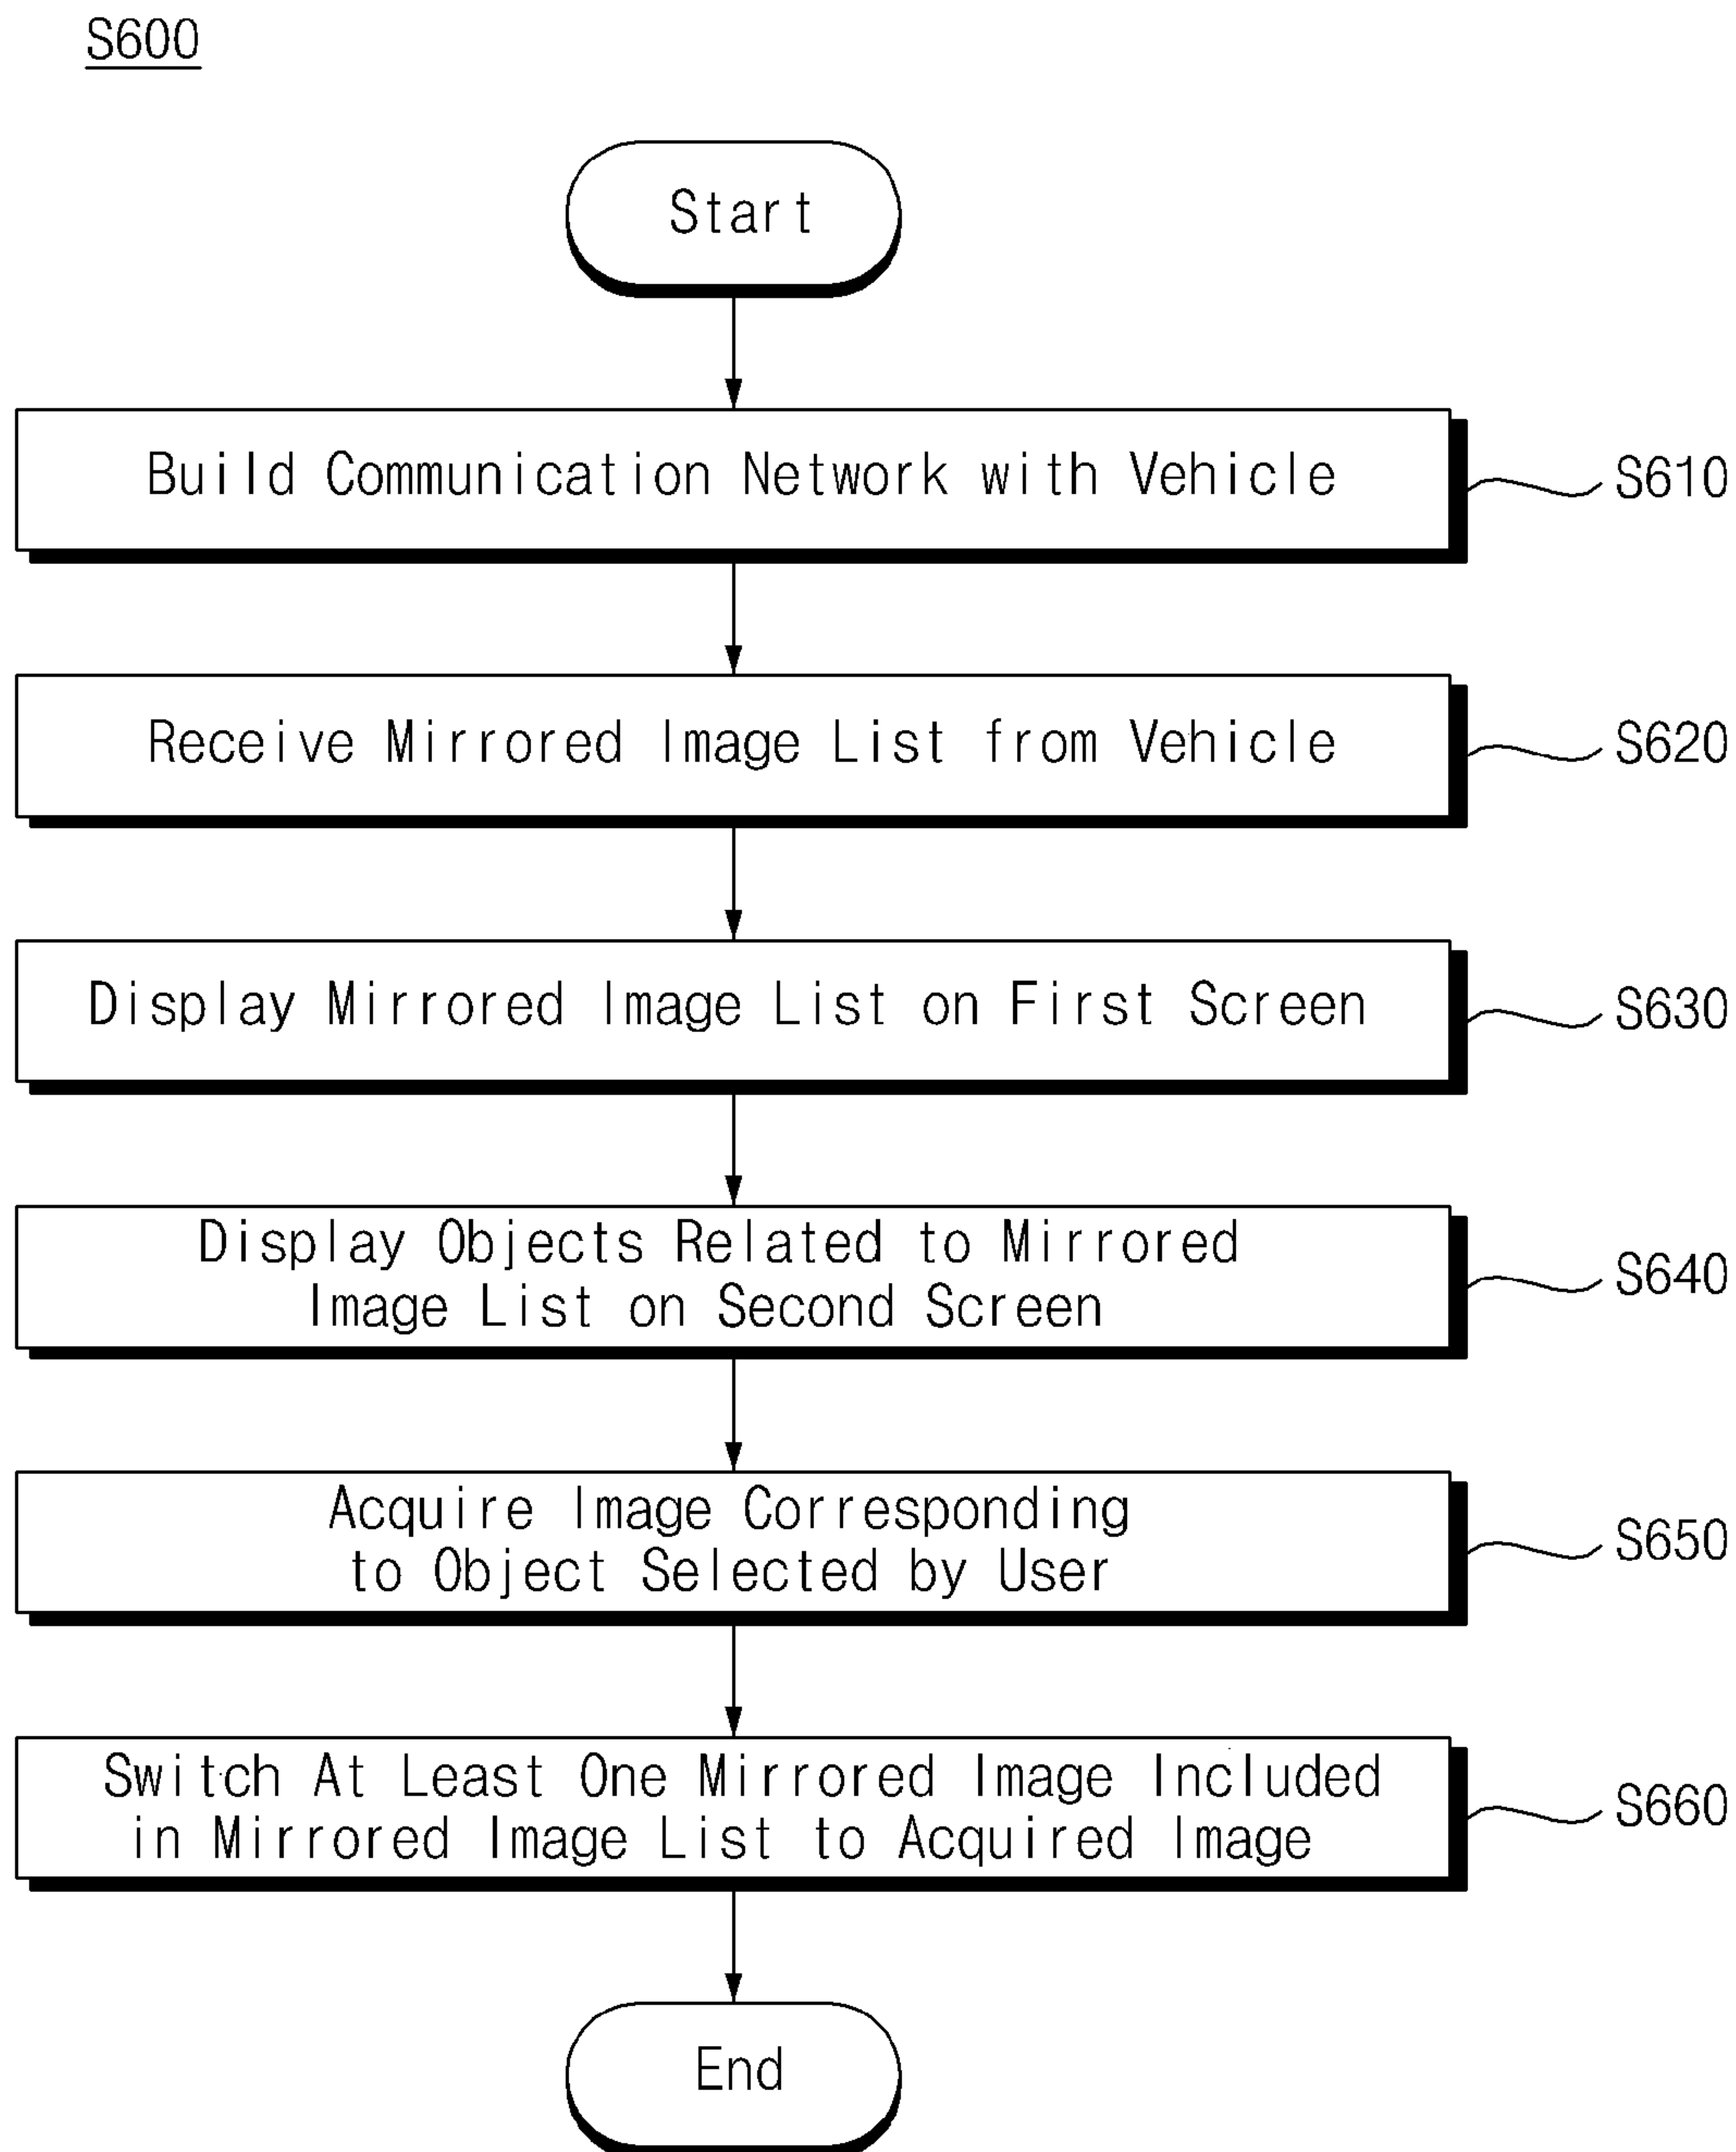 S600
Start
Build Communication Network with Vehicle
S610
Receive Mirrored Image List from Vehicle
S620
Display Mirrored Image List on First Screen
S630
Display Objects Related to Mirrored
Image List on Second Screen
S640
Acquire Image Corresponding
to Object Selected by User
S650
Switch At Least One Mirrored Image Included
in Mirrored Image List to Acquired Image
S660
End